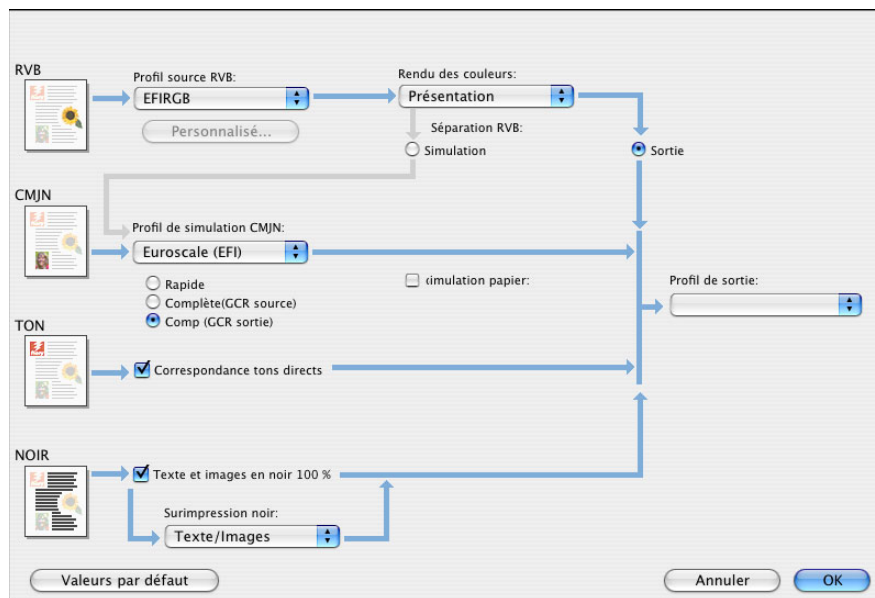 RVB
Profil source RVB:
EFIRGB
Personnalisé...
Rendu des couleurs:
Présentation
Séparation RVB:
Simulation
Sortie
CMJN
Profil de simulation CMJN:
Euroscale (EFI)
Rapide
Complète(GCR source)
Comp (GCR sortie)
imulation papier:
Profil de sortie:
TON
Correspondance tons directs
NOIR
Texte et images en noir 100 %
Surimpression noir:
Texte/Images
Valeurs par défaut
Annuler
OK